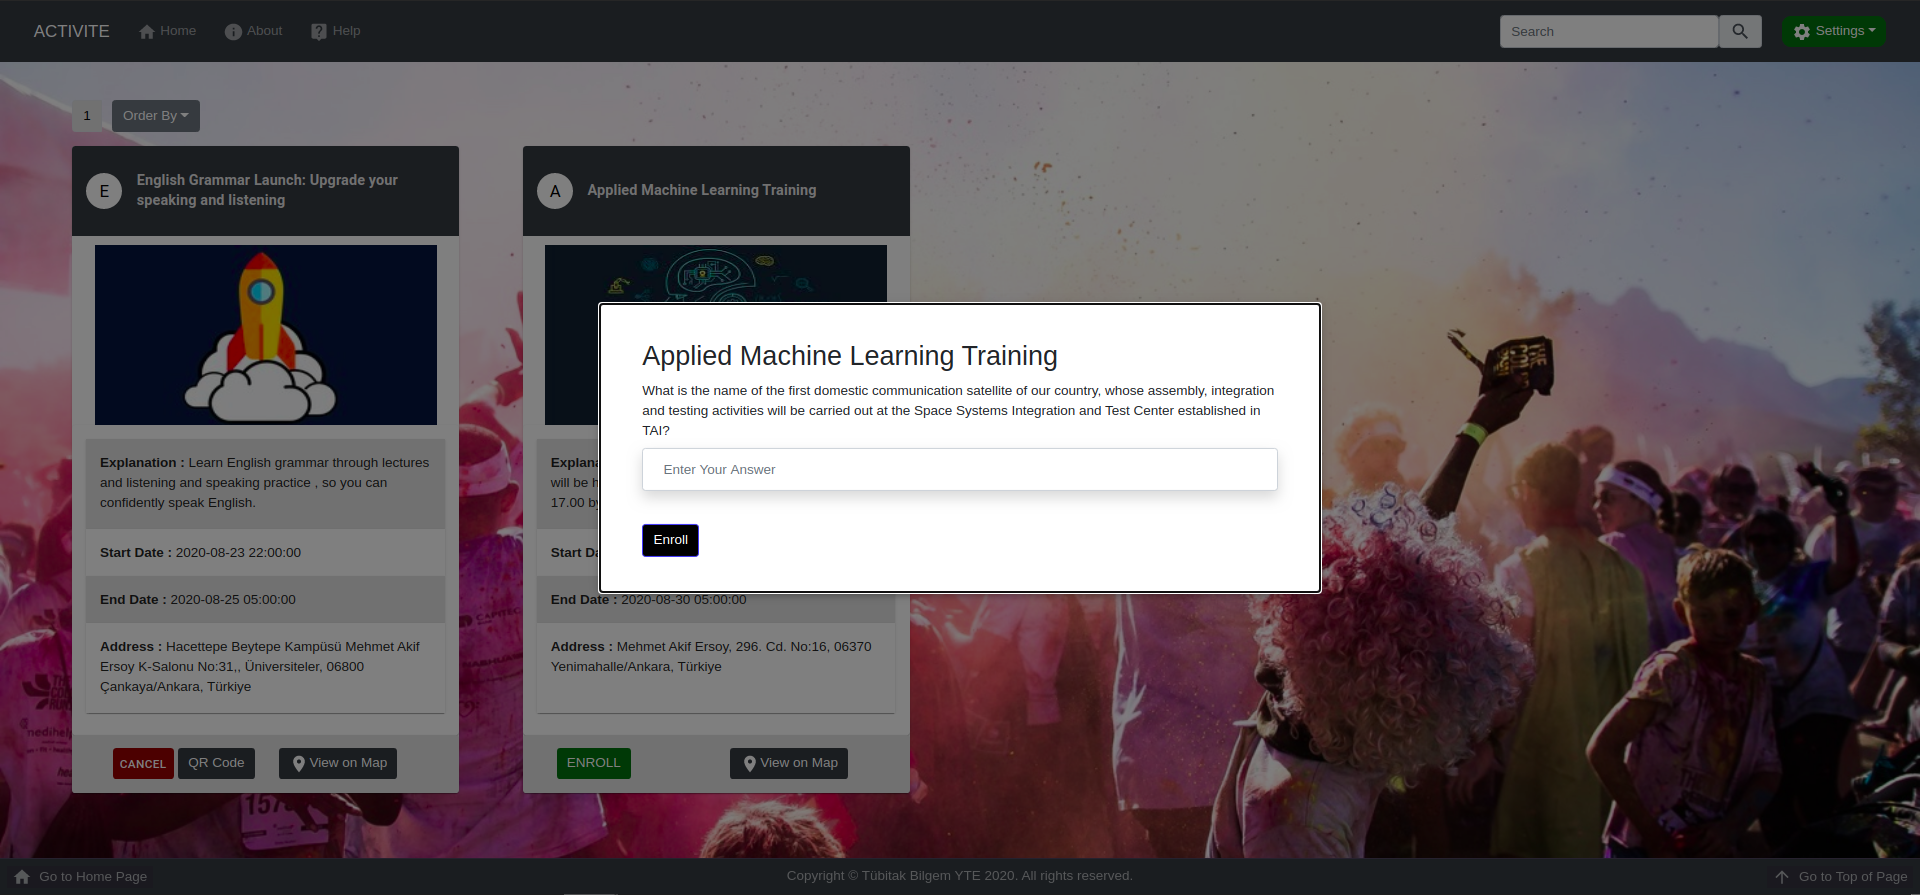 ACTIVITE
Home
About
Help
Search
Settings
1
Order By
E
English Grammar Launch: Upgrade your
speaking and listening
Explanation : Learn English grammar through lectures
and listening and speaking practice , so you can
confidently speak English.
Start Date : 2020-08-23 22:00:00
End Date : 2020-08-25 05:00:00
Address : Hacettepe Beytepe Kampüsü Mehmet Akif
Ersoy K-Salonu No:31,, Üniversiteler, 06800
Çankaya/Ankara, Türkiye
CANCEL
QR Code
View on Map
A
Applied Machine Learning Training
will be
17.00
Start
End Date : 2020-08-30 05:00:00
Address : Mehmet Akif Ersoy, 296. Cd. No:16, 06370
Yenimahalle/Ankara, Türkiye
ENROLL
View on Map
Applied Machine Learning Training
What is the name of the first domestic communication satellite of our country, whose assembly, integration
and testing activities will be carried out at the Space Systems Integration and Test Center established in
TAI?
Enter Your Answer
Enroll
Go to Home Page
Copyright © Tübitak Bilgem YTE 2020. All rights reserved.
Go to Top of Page